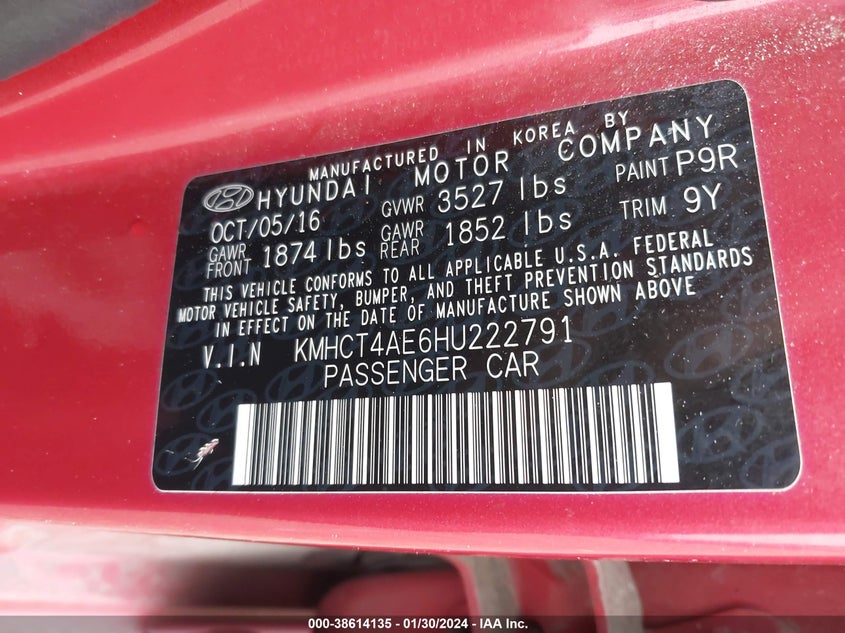 MANUFACTURED IN KOREA BY
HYUNDAI MOTOR COMPANY
OCT/05/16 GVWR 3527 lbs PAINT P9R
GAWR FRONT 1874 lbs GAWR REAR 1852 lbs TRIM 9Y
THIS VEHICLE CONFORMS TO ALL APPLICABLE U.S.A. FEDERAL
MOTOR VEHICLE SAFETY, BUMPER, AND THEFT PREVENTION STANDARDS
IN EFFECT ON THE DATE OF MANUFACTURE SHOWN ABOVE
V.I.N KMHCT4AE6HU222791
PASSENGER CAR
000-38614135 - 01/30/2024 - IAA Inc.